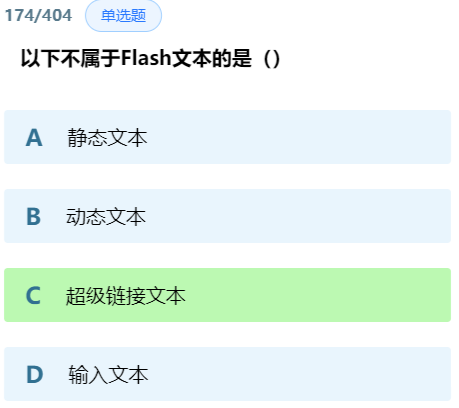 174/404 单选题
以下不属于Flash文本的是（）
A 静态文本
B 动态文本
C 超级链接文本
D 输入文本